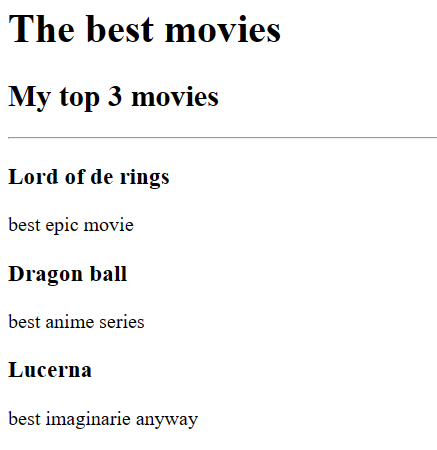 The best movies
My top 3 movies
Lord of de rings
best epic movie
Dragon ball
best anime series
Lucerna
best imaginarie anyway